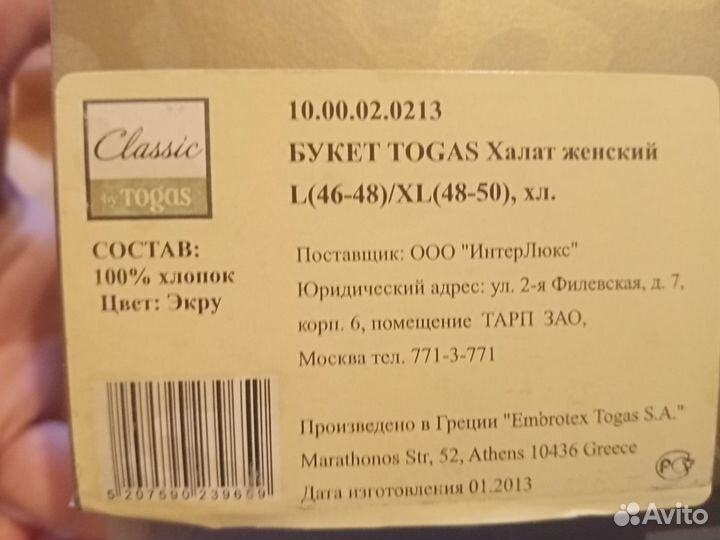 Classic
by TOGAS
10.00.02.0213
БУКЕТ TOGAS Халат женский
L(46-48)/XL(48-50), хл.
СОСТАВ:
100% хлопок
Цвет: Экру
Поставщик: ООО "ИнтерЛюкс"
Юридический адрес: ул. 2-я Филевская, д. 7,
корп. 6, помещение ТАРП ЗАО,
Москва тел. 771-3-771
Произведено в Греции "Embrotex Togas S.A."
Marathonos Str, 52, Athens 10436 Greece
Дата изготовления 01.2013
5 207590 239669
РСТ
Avito